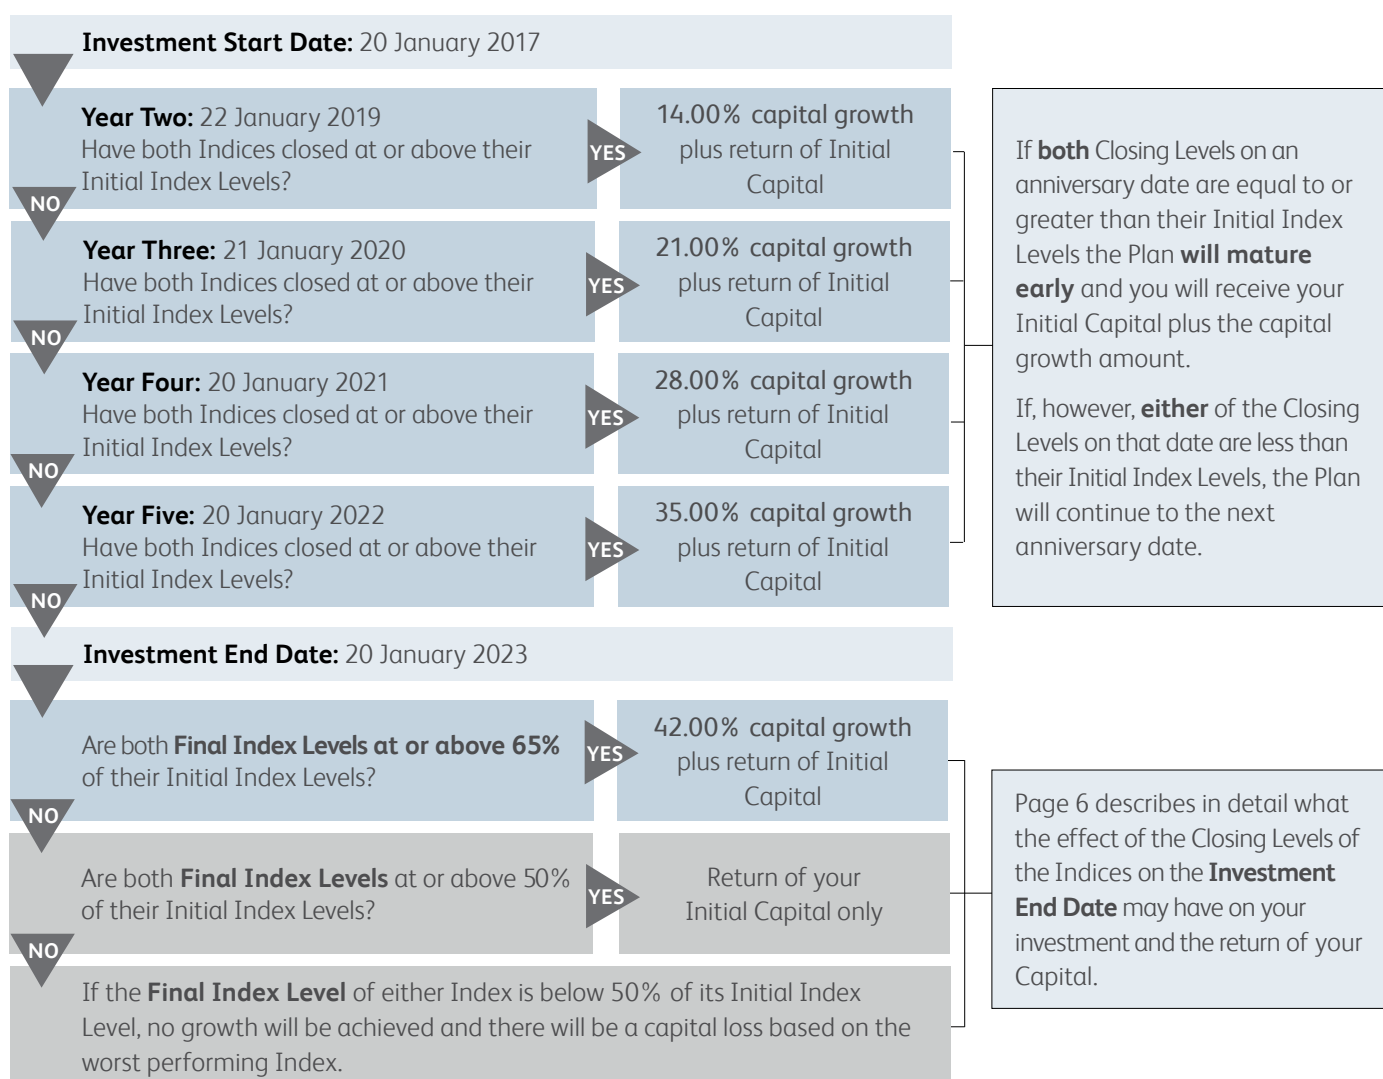 Investment Start Date: 20 January 2017
Year Two: 22 January 2019
Have both Indices closed at or above their
Initial Index Levels?
YES
14.00% capital growth
plus return of Initial
Capital
NO
Year Three: 21 January 2020
Have both Indices closed at or above their
Initial Index Levels?
YES
21.00% capital growth
plus return of Initial
Capital
NO
Year Four: 20 January 2021
Have both Indices closed at or above their
Initial Index Levels?
YES
28.00% capital growth
plus return of Initial
Capital
NO
Year Five: 20 January 2022
Have both Indices closed at or above their
Initial Index Levels?
YES
35.00% capital growth
plus return of Initial
Capital
NO
If both Closing Levels on an
anniversary date are equal to or
greater than their Initial Index
Levels the Plan will mature
early and you will receive your
Initial Capital plus the capital
growth amount.
If, however, either of the Closing
Levels on that date are less than
their Initial Index Levels, the Plan
will continue to the next
anniversary date.
Investment End Date: 20 January 2023
Are both Final Index Levels at or above 65%
of their Initial Index Levels?
YES
42.00% capital growth
plus return of Initial
Capital
NO
Are both Final Index Levels at or above 50%
of their Initial Index Levels?
YES
Return of your
Initial Capital only
NO
If the Final Index Level of either Index is below 50% of its Initial Index
Level, no growth will be achieved and there will be a capital loss based on the
worst performing Index.
Page 6 describes in detail what
the effect of the Closing Levels of
the Indices on the Investment
End Date may have on your
investment and the return of your
Capital.